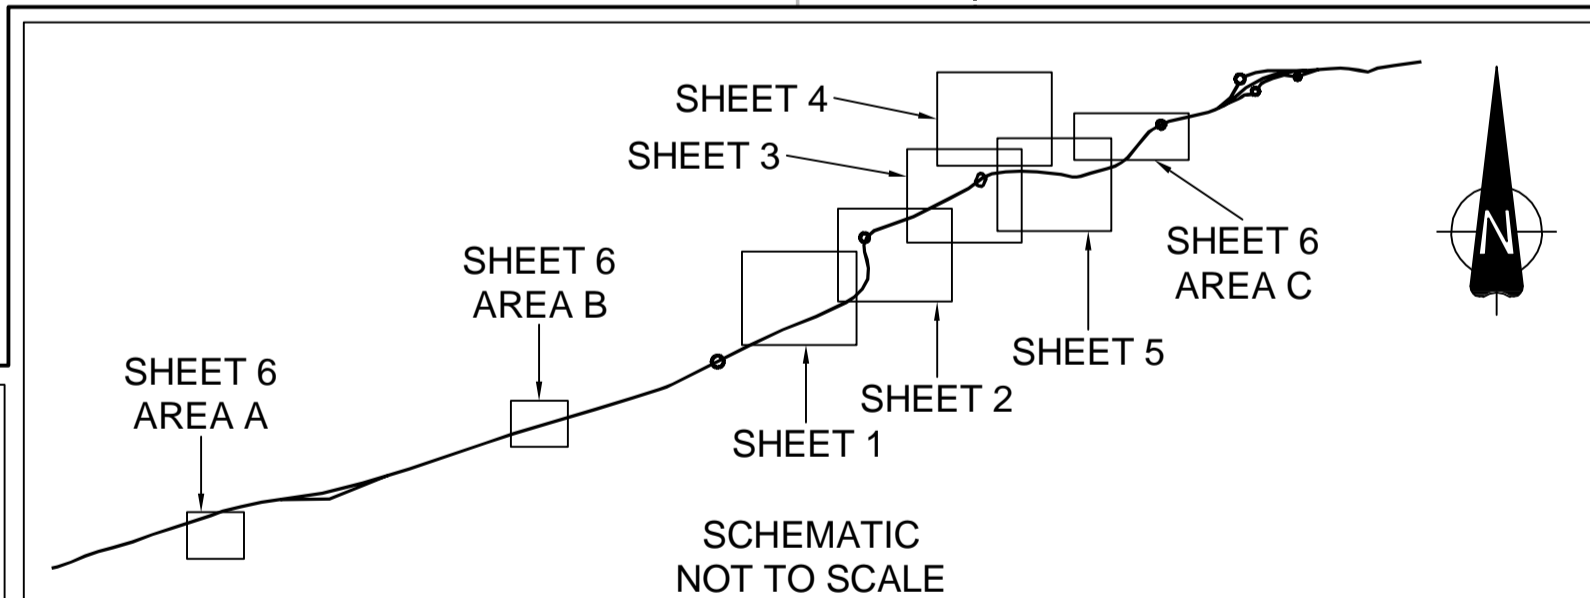 SHEET 4
SHEET 3
SHEET 6
AREA B
SHEET 6
AREA C
N
SHEET 6
AREA A
SHEET 5
SHEET 2
SHEET 1
SCHEMATIC
NOT TO SCALE